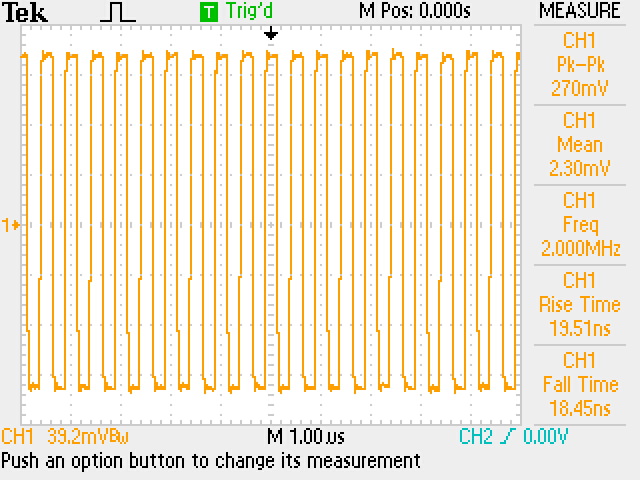 Tek T Trig'd M Pos: 0.000s MEASURE
CH1
Pk-Pk
270mV
CH1
Mean
2.30mV
CH1
Freq
2.000MHz
CH1
Rise Time
19.51ns
CH1
Fall Time
18.45ns
1
CH1 39.2mVBw M 1.00us CH2 0.00V
Push an option button to change its measurement